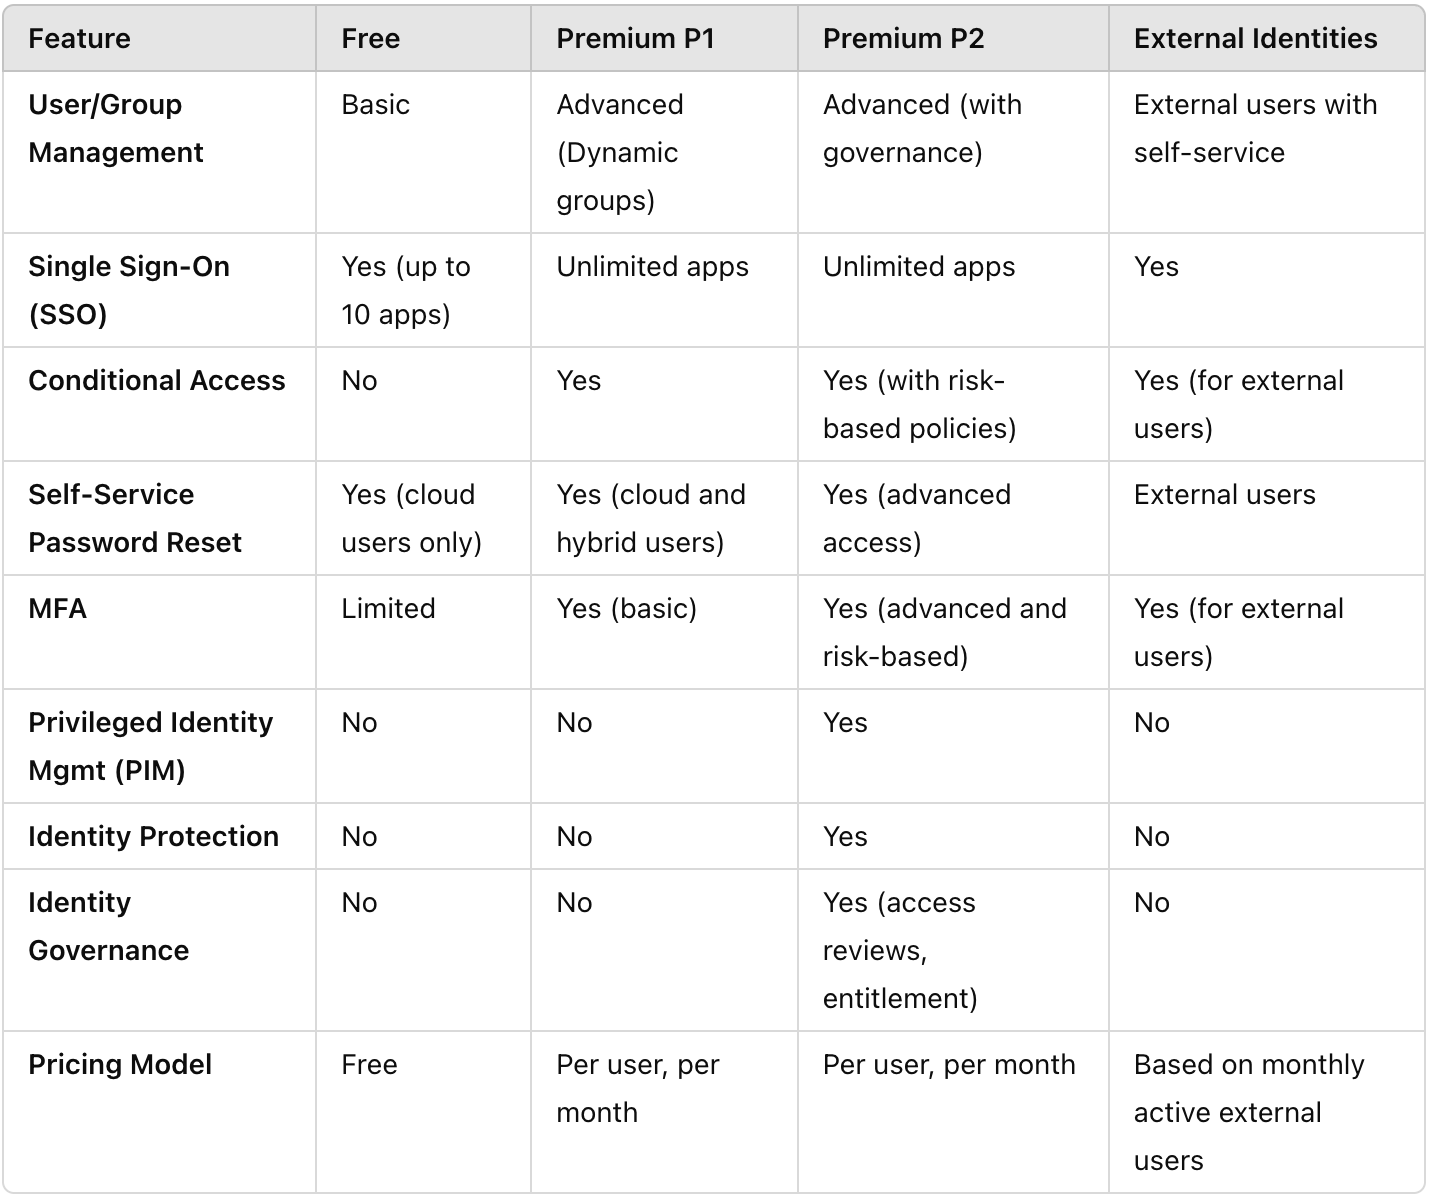 Feature Free Premium P1 Premium P2 External Identities
User/Group Basic Advanced Advanced (with External users with
Management (Dynamic governance) self-service
groups)
Single Sign-On Yes (up to Unlimited apps Unlimited apps Yes
(SSO) 10 apps)
Conditional Access No Yes Yes (with risk- Yes (for external
based policies) users)
Self-Service Yes (cloud Yes (cloud and Yes (advanced External users
Password Reset users only) hybrid users) access)
MFA Limited Yes (basic) Yes (advanced and Yes (for external
risk-based) users)
Privileged Identity No No Yes No
Mgmt (PIM)
Identity Protection No No Yes No
Identity No No Yes (access No
Governance reviews,
entitlement)
Pricing Model Free Per user, per Per user, per month Based on monthly
month active external
users